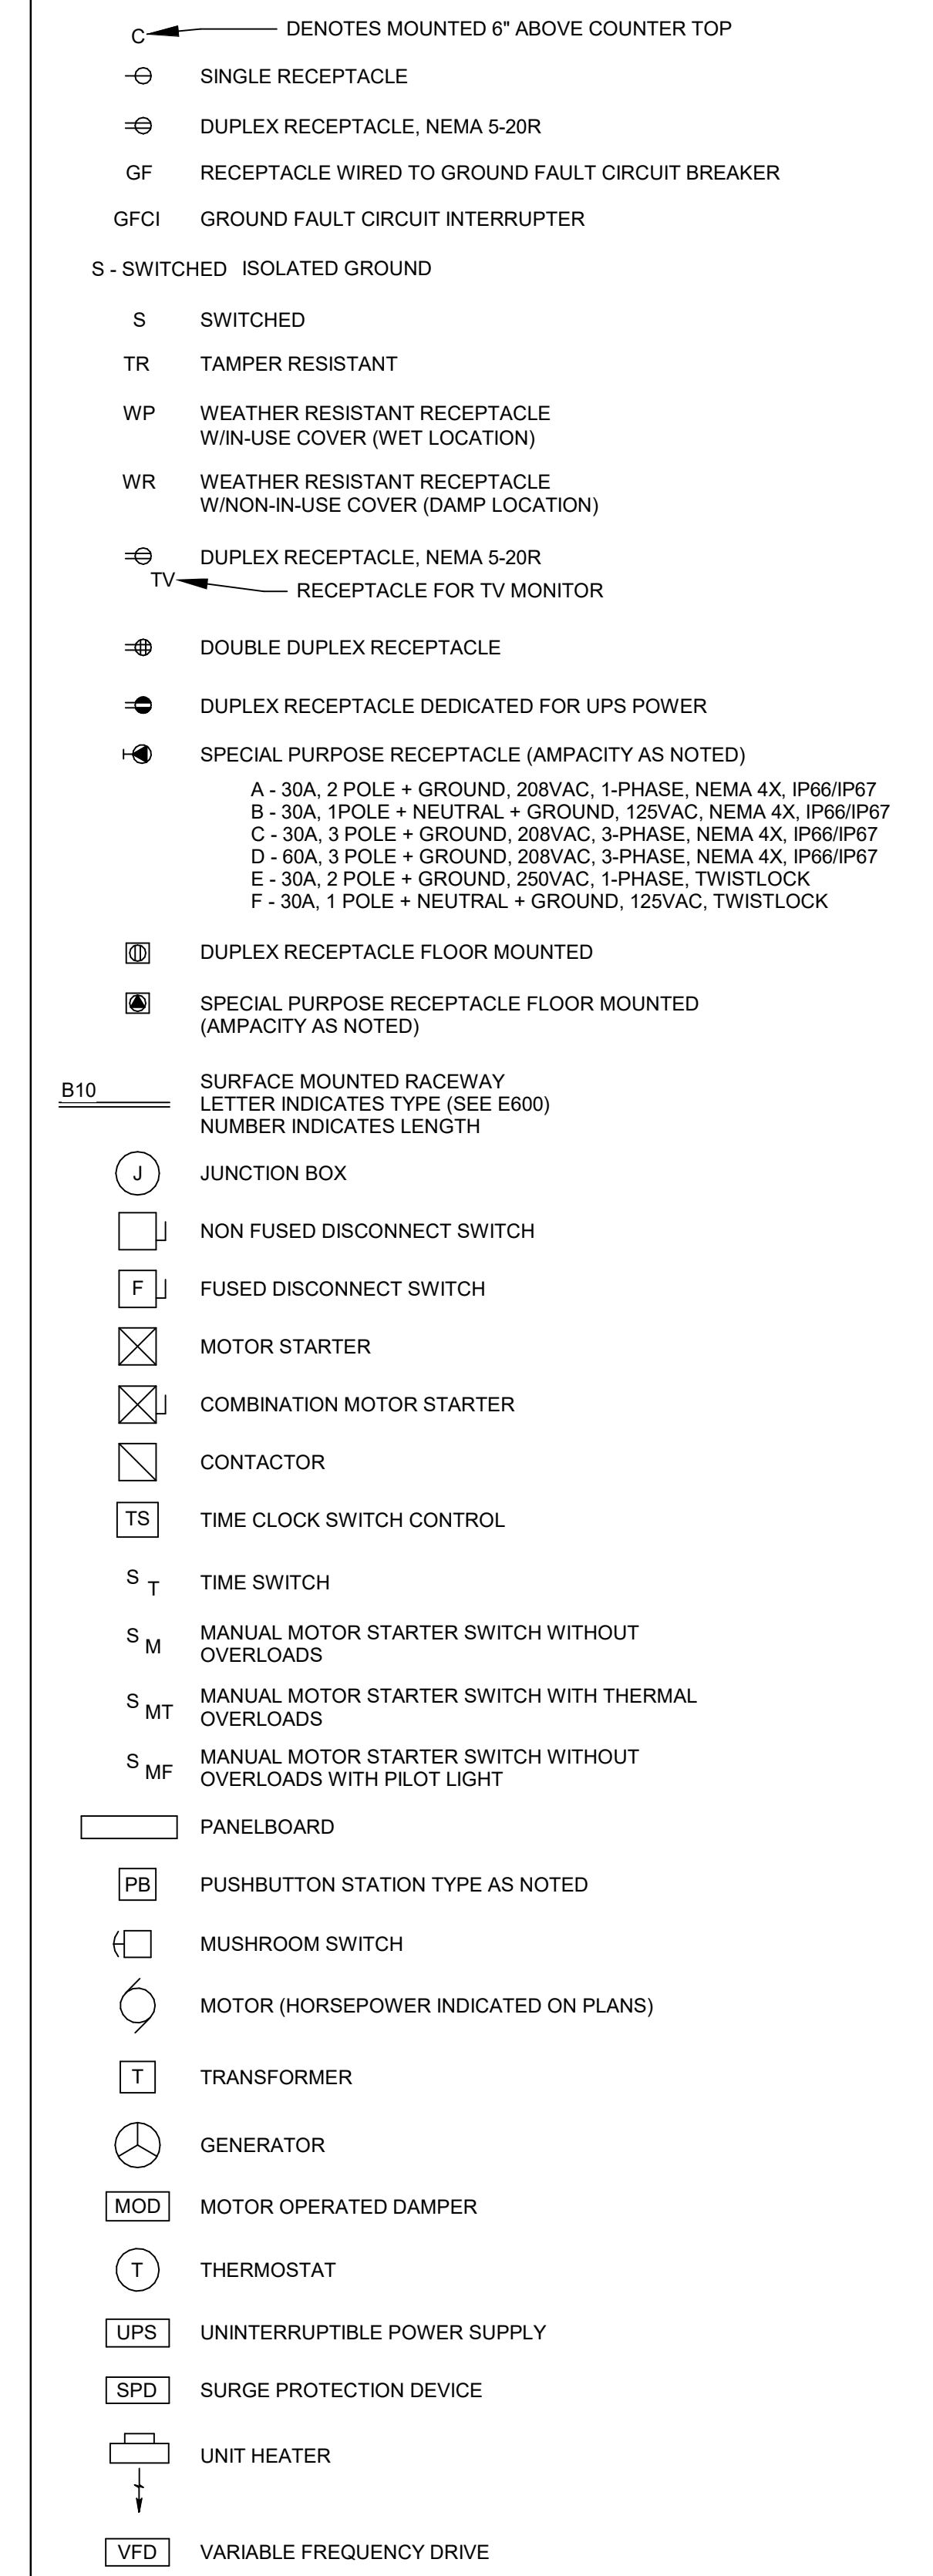 C DENOTES MOUNTED 6" ABOVE COUNTER TOP
SINGLE RECEPTACLE
DUPLEX RECEPTACLE, NEMA 5-20R
GF RECEPTACLE WIRED TO GROUND FAULT CIRCUIT BREAKER
GFCI GROUND FAULT CIRCUIT INTERRUPTER
S - SWITCHED ISOLATED GROUND
S SWITCHED
TR TAMPER RESISTANT
WP WEATHER RESISTANT RECEPTACLE
W/IN-USE COVER (WET LOCATION)
WR WEATHER RESISTANT RECEPTACLE
W/NON-IN-USE COVER (DAMP LOCATION)
DUPLEX RECEPTACLE, NEMA 5-20R
TV RECEPTACLE FOR TV MONITOR
DOUBLE DUPLEX RECEPTACLE
DUPLEX RECEPTACLE DEDICATED FOR UPS POWER
SPECIAL PURPOSE RECEPTACLE (AMPACITY AS NOTED)
A - 30A, 2 POLE + GROUND, 208VAC, 1-PHASE, NEMA 4X, IP66/IP67
B - 30A, 1POLE + NEUTRAL + GROUND, 125VAC, NEMA 4X, IP66/IP67
C - 30A, 3 POLE + GROUND, 208VAC, 3-PHASE, NEMA 4X, IP66/IP67
D - 60A, 3 POLE + GROUND, 208VAC, 3-PHASE, NEMA 4X, IP66/IP67
E - 30A, 2 POLE + GROUND, 250VAC, 1-PHASE, TWISTLOCK
F - 30A, 1 POLE + NEUTRAL + GROUND, 125VAC, TWISTLOCK
DUPLEX RECEPTACLE FLOOR MOUNTED
SPECIAL PURPOSE RECEPTACLE FLOOR MOUNTED
(AMPACITY AS NOTED)
B10 SURFACE MOUNTED RACEWAY
LETTER INDICATES TYPE (SEE E600)
NUMBER INDICATES LENGTH
J JUNCTION BOX
NON FUSED DISCONNECT SWITCH
F FUSED DISCONNECT SWITCH
MOTOR STARTER
COMBINATION MOTOR STARTER
CONTACTOR
TS TIME CLOCK SWITCH CONTROL
S T TIME SWITCH
S M MANUAL MOTOR STARTER SWITCH WITHOUT
OVERLOADS
S MT MANUAL MOTOR STARTER SWITCH WITH THERMAL
OVERLOADS
S MF MANUAL MOTOR STARTER SWITCH WITHOUT
OVERLOADS WITH PILOT LIGHT
PANELBOARD
PB PUSHBUTTON STATION TYPE AS NOTED
MUSHROOM SWITCH
MOTOR (HORSEPOWER INDICATED ON PLANS)
T TRANSFORMER
GENERATOR
MOD MOTOR OPERATED DAMPER
T THERMOSTAT
UPS UNINTERRUPTIBLE POWER SUPPLY
SPD SURGE PROTECTION DEVICE
UNIT HEATER
VFD VARIABLE FREQUENCY DRIVE